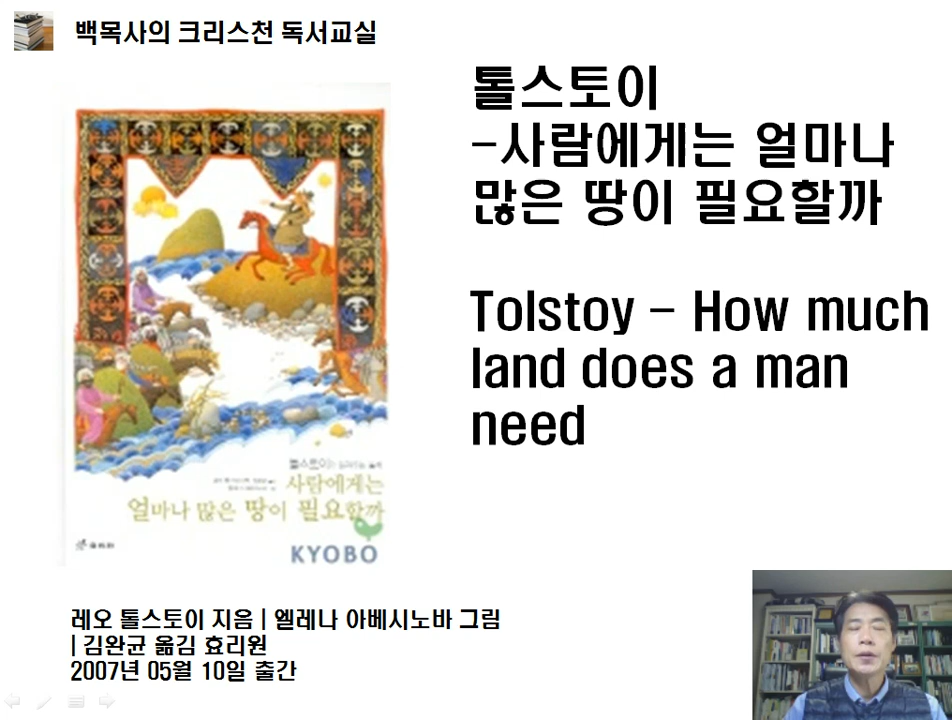 백목사의 크리스천 독서교실
톨스토이
-사람에게는 얼마나
많은 땅이 필요할까
Tolstoy – How much
land does a man
need
사람에게는
얼마나 많은 땅이 필요할까
KYOBO
레오 톨스토이 지음 | 엘레나 아베시노바 그림
| 김완균 옮김 효리원
2007년 05월 10일 출간